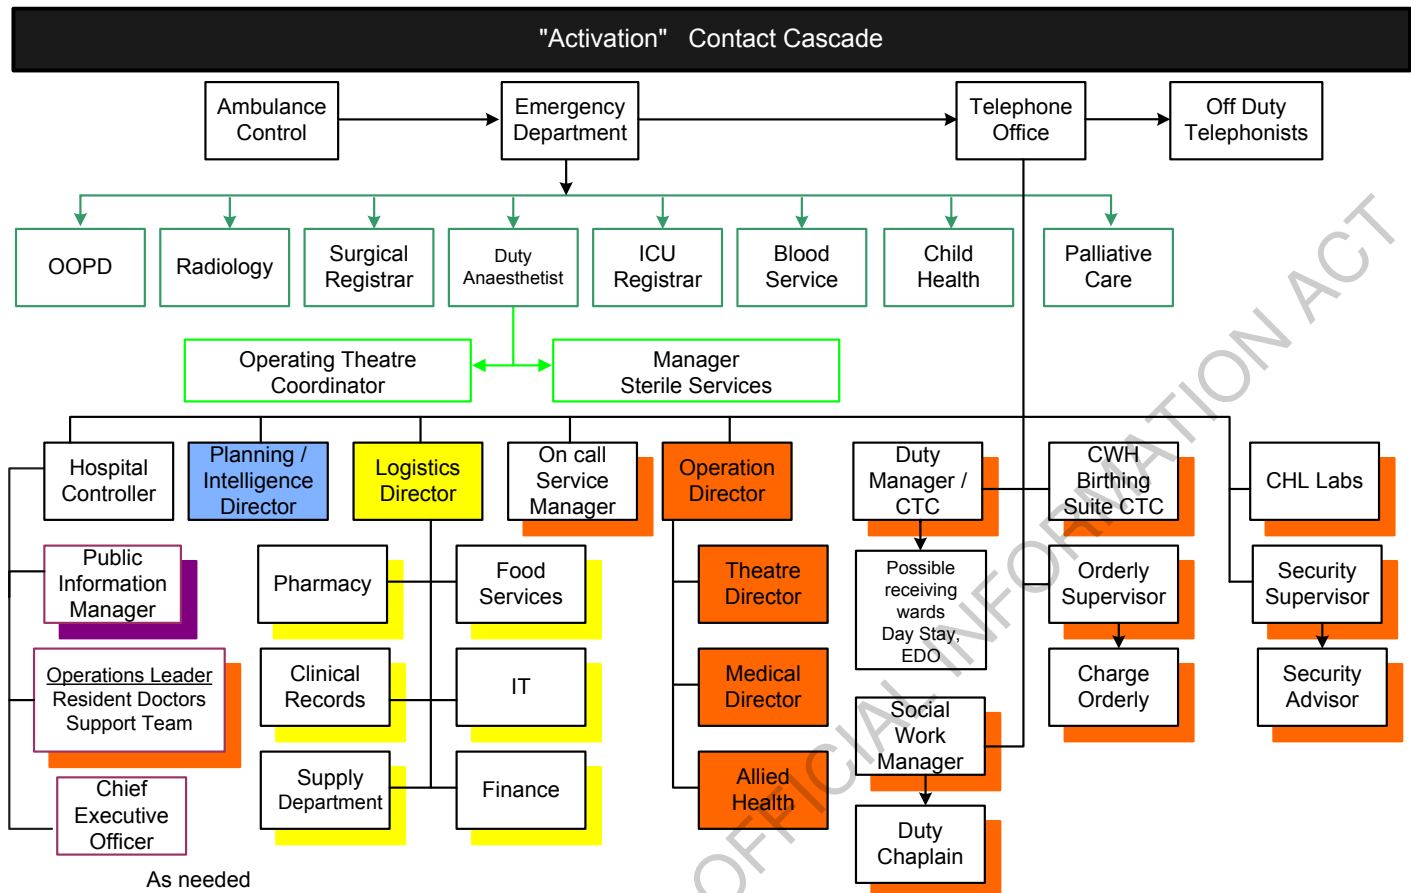 "Activation"   Contact Cascade
Ambulance
Control
Emergency
Department
Telephone
Office
Off Duty
Telephonists
OOPD
Radiology
Surgical
Registrar
Duty
Anaesthetist
ICU
Registrar
Blood
Service
Child
Health
Palliative
Care
Operating Theatre
Coordinator
Manager
Sterile Services
Hospital
Controller
Planning /
Intelligence
Director
Logistics
Director
On call
Service
Manager
Operation
Director
Duty
Manager /
CTC
CWH
Birthing
Suite CTC
CHL Labs
Public
Information
Manager
Pharmacy
Food
Services
Theatre
Director
Possible
receiving
wards
Day Stay,
EDO
Orderly
Supervisor
Security
Supervisor
Operations Leader
Resident Doctors
Support Team
Clinical
Records
IT
Medical
Director
Charge
Orderly
Security
Advisor
Social
Work
Manager
Chief
Executive
Officer
Supply
Department
Finance
Allied
Health
Duty
Chaplain
As needed
OFFICIAL INFORMATION ACT